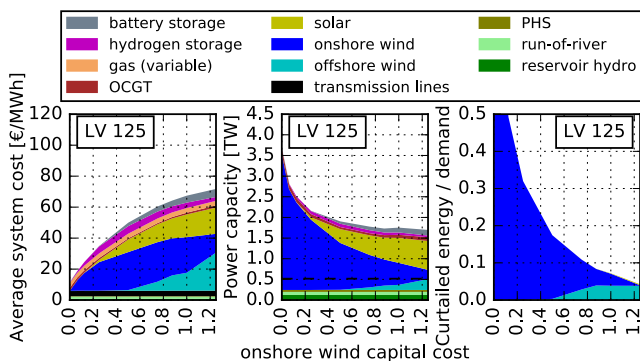 battery storage
solar
PHS
hydrogen storage
onshore wind
run-of-river
gas (variable)
offshore wind
reservoir hydro
OCGT
transmission lines
Average system cost [€/MWh]
120
100
80
60
40
20
0
LV 125
0.0
0.2
0.4
0.6
0.8
1.0
1.2
Power capacity [TW]
4.5
4.0
3.5
3.0
2.5
2.0
1.5
1.0
0.5
0.0
LV 125
0.0
0.2
0.4
0.6
0.8
1.0
1.2
Curtailed energy / demand
0.5
0.4
0.3
0.2
0.1
0.0
LV 125
0.0
0.2
0.4
0.6
0.8
1.0
1.2
onshore wind capital cost